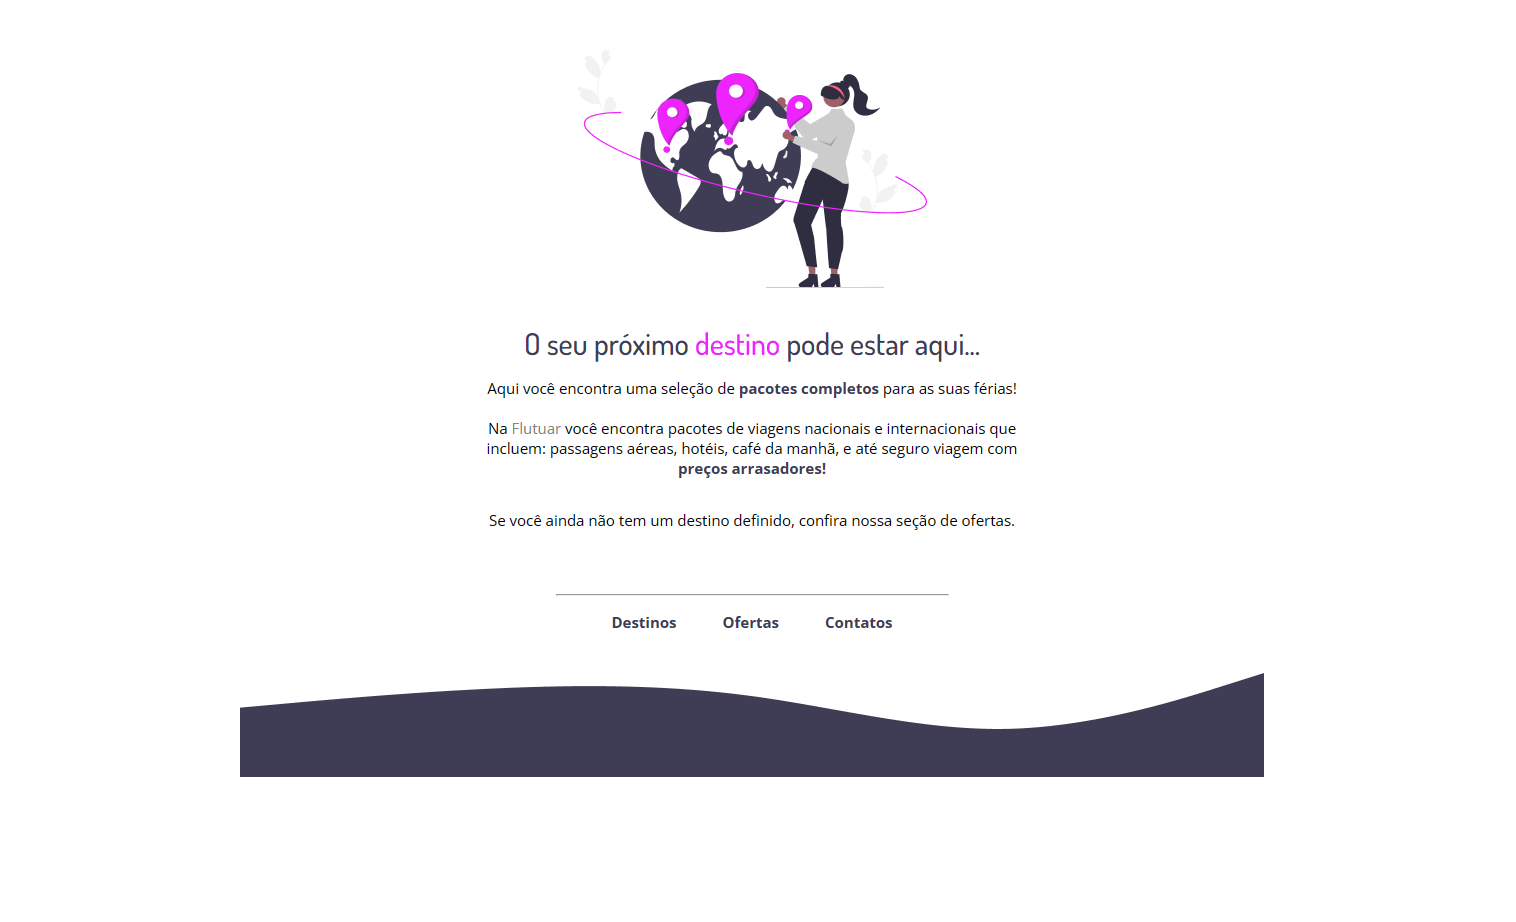 O seu próximo destino pode estar aqui...
Aqui você encontra uma seleção de pacotes completos para as suas férias!
Na Flutuar você encontra pacotes de viagens nacionais e internacionais que
incluem: passagens aéreas, hotéis, café da manhã, e até seguro viagem com
preços arrasadores!
Se você ainda não tem um destino definido, confira nossa seção de ofertas.
Destinos Ofertas Contatos